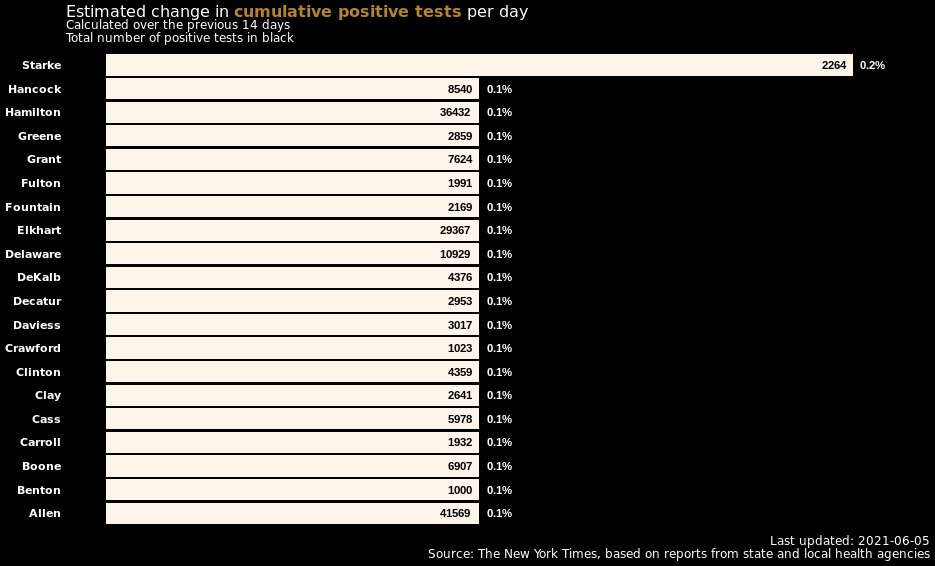 Estimated change in cumulative positive tests per day
Calculated over the previous 14 days
Total number of positive tests in black
Starke 2264 0.2%
Hancock 8540 0.1%
Hamilton 36432 0.1%
Greene 2859 0.1%
Grant 7624 0.1%
Fulton 1991 0.1%
Fountain 2169 0.1%
Elkhart 29367 0.1%
Delaware 10929 0.1%
DeKalb 4376 0.1%
Decatur 2953 0.1%
Daviess 3017 0.1%
Crawford 1023 0.1%
Clinton 4359 0.1%
Clay 2641 0.1%
Cass 5978 0.1%
Carroll 1932 0.1%
Boone 6907 0.1%
Benton 1000 0.1%
Allen 41569 0.1%
Last updated: 2021-06-05
Source: The New York Times, based on reports from state and local health agencies